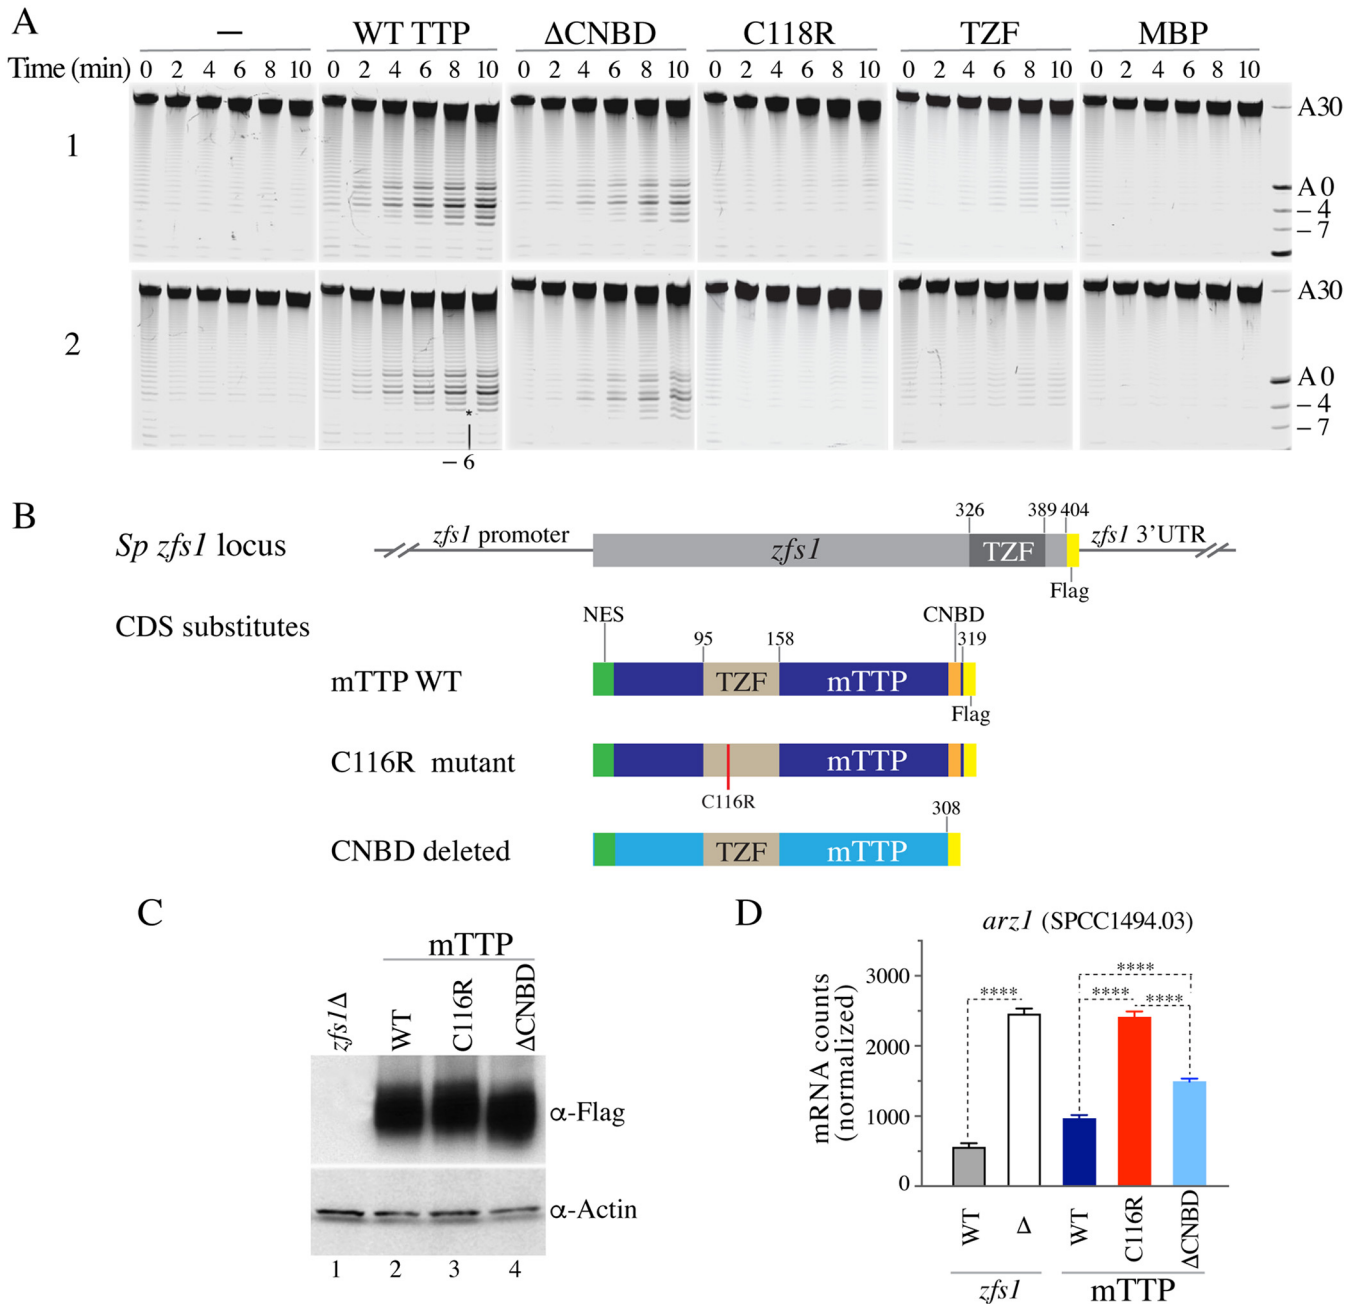 A
– WT TTP ΔCNBD C118R TZF MBP
Time (min) 0 2 4 6 8 10 0 2 4 6 8 10 0 2 4 6 8 10 0 2 4 6 8 10 0 2 4 6 8 10 0 2 4 6 8 10
1
A30
A 0
– 4
– 7
2
A30
A 0
– 4
– 7
*
– 6
B
326 389 404
Sp zfs1 locus
zfs1 promoter
zfs1
TZF
zfs1 3'UTR
Flag
CDS substitutes
NES
CNBD
95 158 319
mTTP WT
TZF mTTP
Flag
C116R mutant
mTTP
C116R
308
CNBD deleted
TZF mTTP
C
mTTP
zfs1Δ WT C116R ΔCNBD
α-Flag
α-Actin
1 2 3 4
D
arz1 (SPCC1494.03)
mRNA counts
(normalized)
3000
2000
1000
0
****
****
****
****
WT Δ WT C116R ΔCNBD
zfs1 mTTP